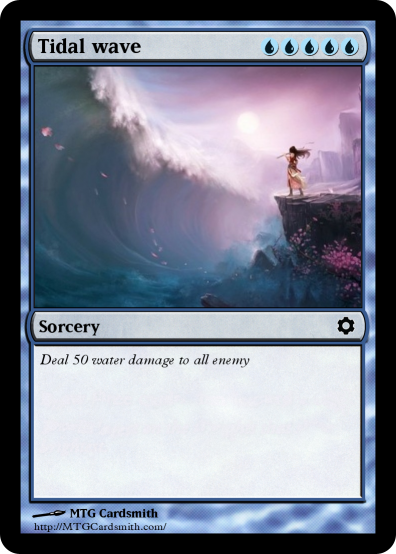 Tidal wave
Sorcery
Deal 50 water damage to all enemy
MTG Cardsmith
http://MTGCardsmith.com/